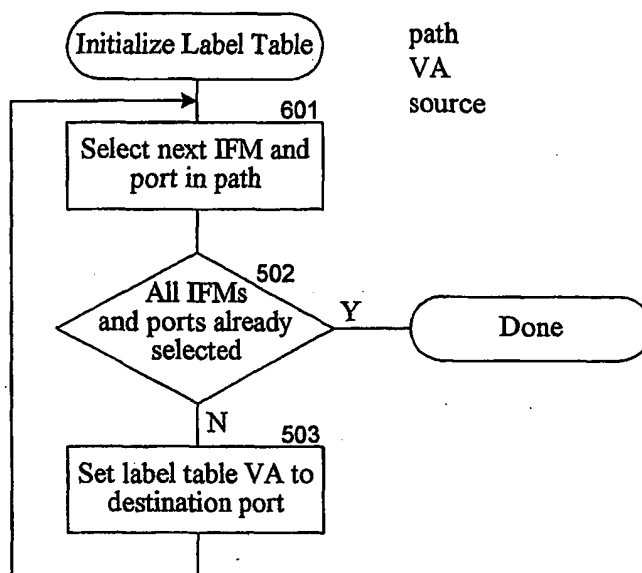 Initialize Label Table
path
VA
source
601
Select next IFM and
port in path
502
All IFMs
and ports already
selected
Y
Done
N
503
Set label table VA to
destination port